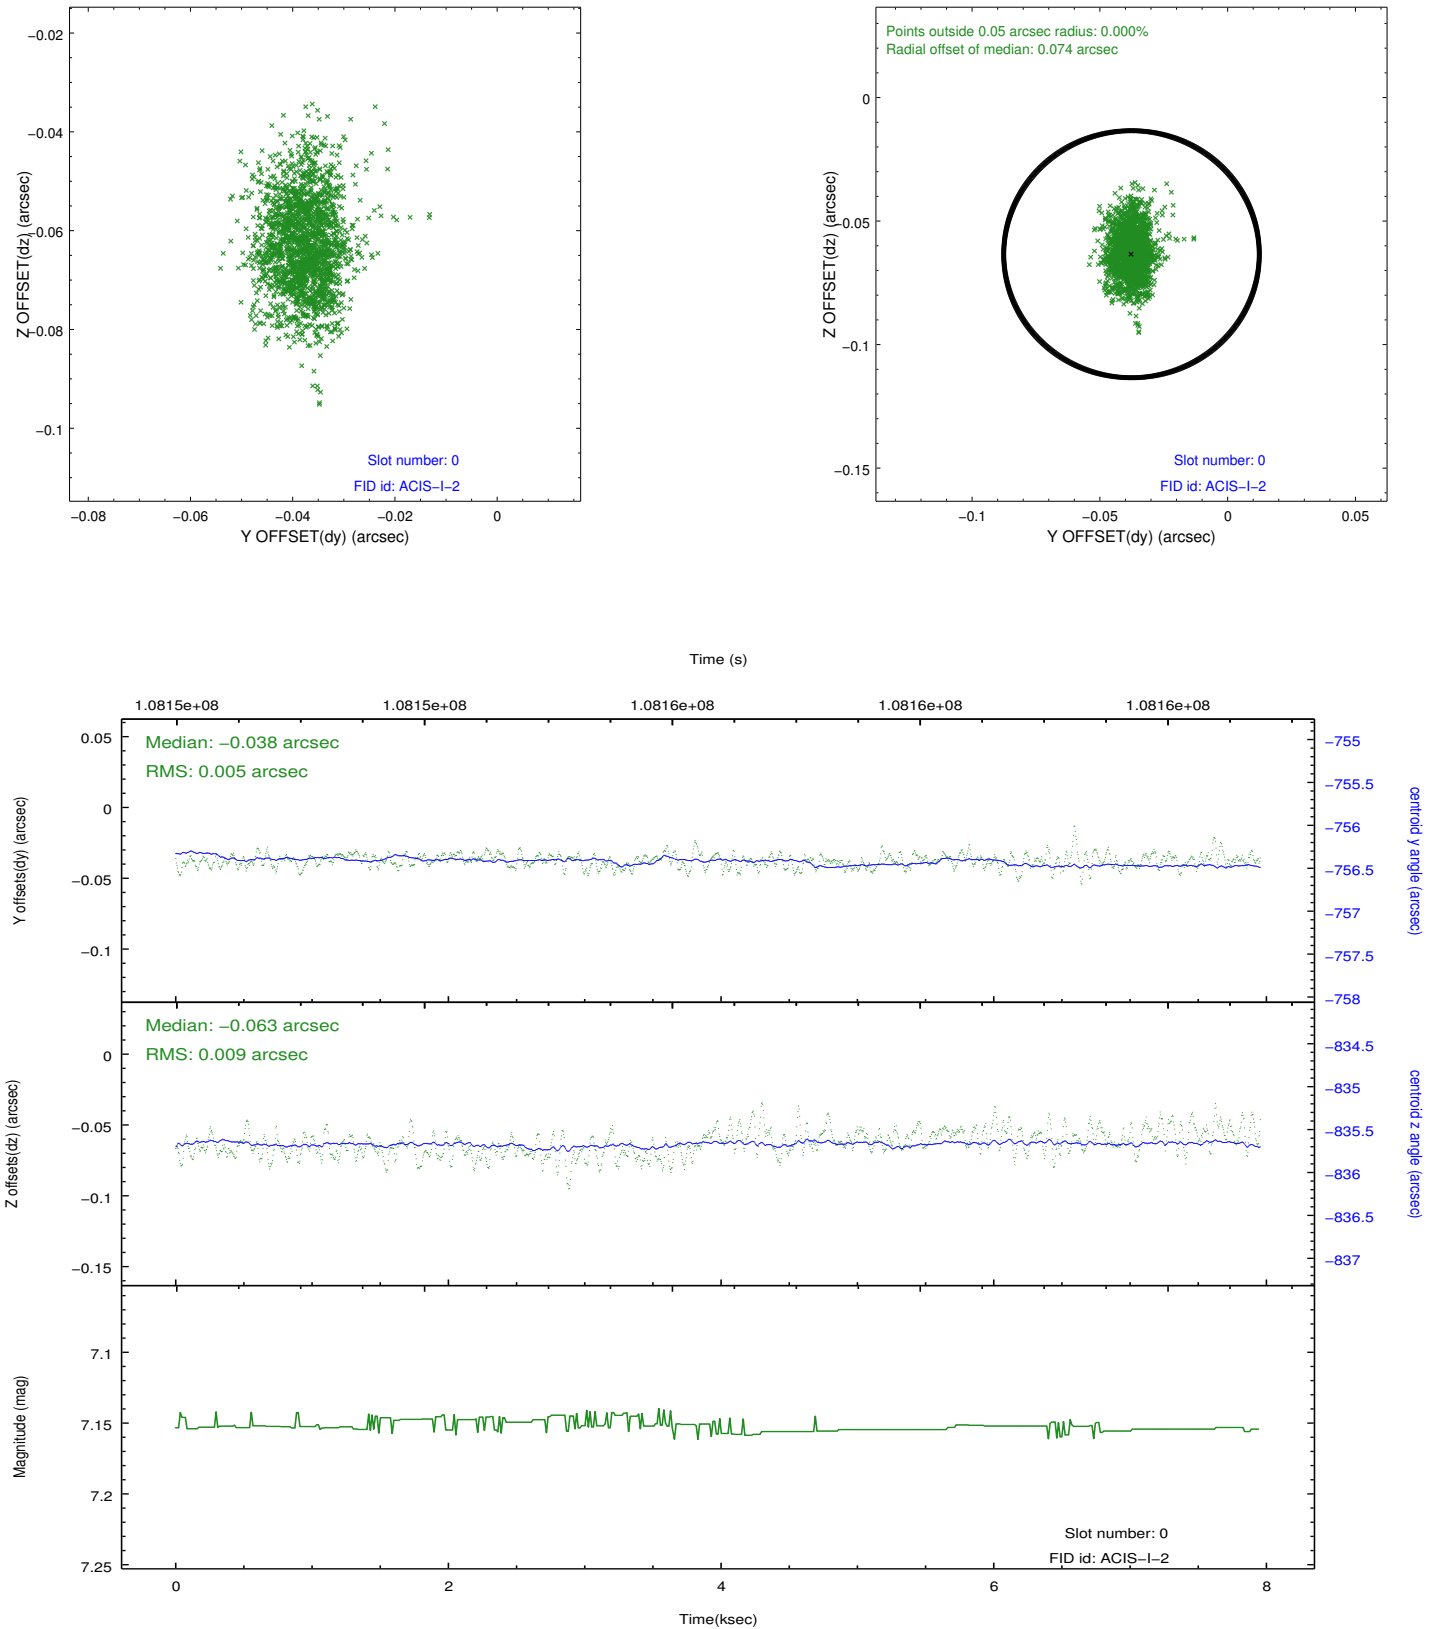 −0.02
−0.04
−0.06
−0.08
−0.1
Z OFFSET(dz) (arcsec)
Slot number: 0
FID id: ACIS−I−2
−0.08 −0.06 −0.04 −0.02 0
Y OFFSET(dy) (arcsec)
Points outside 0.05 arcsec radius: 0.000%
Radial offset of median: 0.074 arcsec
0
−0.05
−0.1
−0.15
Z OFFSET(dz) (arcsec)
Slot number: 0
FID id: ACIS−I−2
−0.1 −0.05 0 0.05
Y OFFSET(dy) (arcsec)
Time (s)
1.0815e+08 1.0815e+08 1.0816e+08 1.0816e+08 1.0816e+08
Median: −0.038 arcsec
RMS: 0.005 arcsec
0.05
0
−0.05
−0.1
Y offsets(dy) (arcsec)
−755
−755.5
−756
−756.5
−757
−757.5
−758
centroid y angle (arcsec)
Median: −0.063 arcsec
RMS: 0.009 arcsec
0
−0.05
−0.1
−0.15
Z offsets(dz) (arcsec)
−834.5
−835
−835.5
−836
−836.5
−837
centroid z angle (arcsec)
7.1
7.15
7.2
7.25
Magnitude (mag)
Slot number: 0
FID id: ACIS−I−2
0 2 4 6 8
Time(ksec)